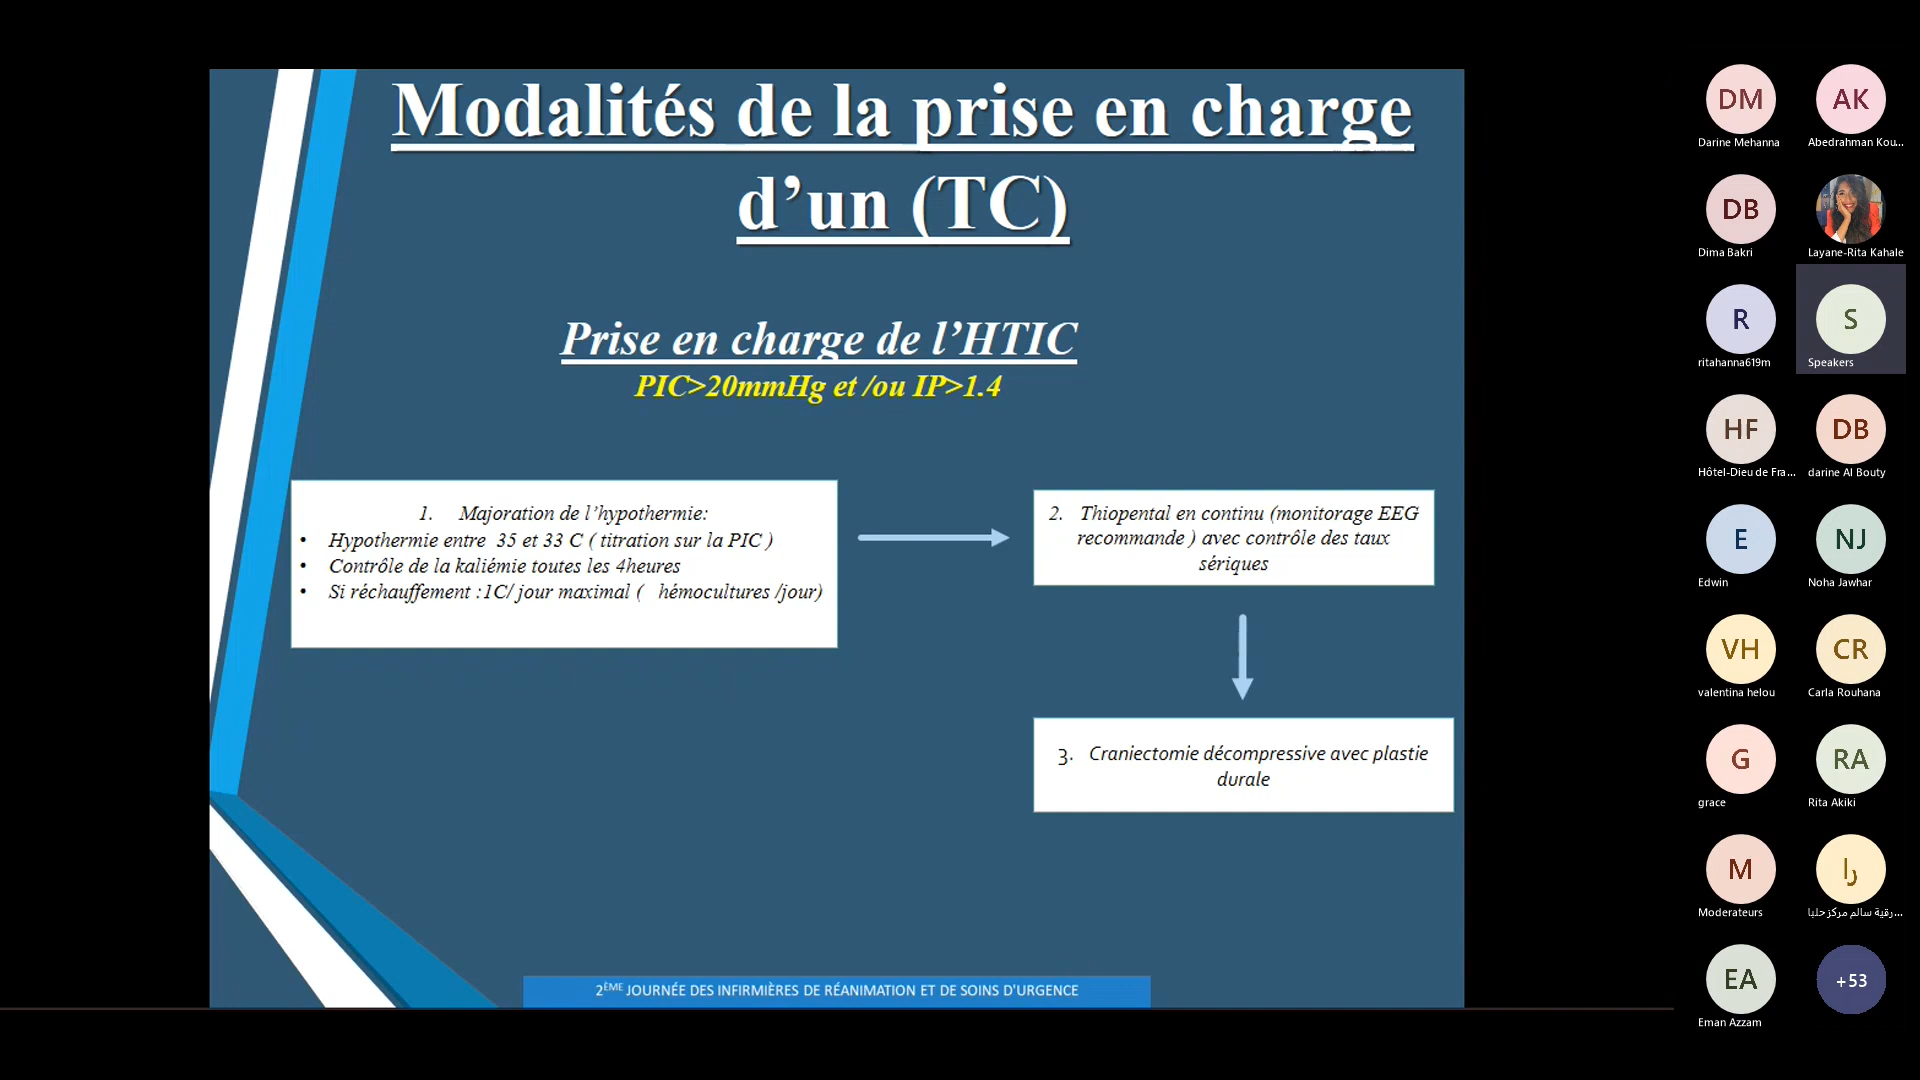 Modalités de la prise en charge
d’un (TC)
Prise en charge de l’HTIC
PIC>20mmHg et /ou IP>1.4
1. Majoration de l’hypothermie:
• Hypothermie entre 35 et 33 C ( titration sur la PIC )
• Contrôle de la kaliémie toutes les 4heures
• Si réchauffement :1C/ jour maximal ( hémocultures /jour)
2. Thiopental en continu (monitorage EEG
recommande ) avec contrôle des taux
sériques
3. Craniectomie décompressive avec plastie
durale
2ÈME JOURNÉE DES INFIRMIÈRES DE RÉANIMATION ET DE SOINS D'URGENCE
DM
Darine Mehanna
AK
Abedrahman Kou...
DB
Dima Bakri
Layane-Rita Kahale
R
ritahanna619m
S
Speakers
HF
Hôtel-Dieu de Fra...
DB
darine Al Bouty
E
Edwin
NJ
Noha Jawhar
VH
valentina helou
CR
Carla Rouhana
G
grace
RA
Rita Akiki
M
Moderateurs
را
رقية سالم مركز حلبا...
EA
Eman Azzam
+53